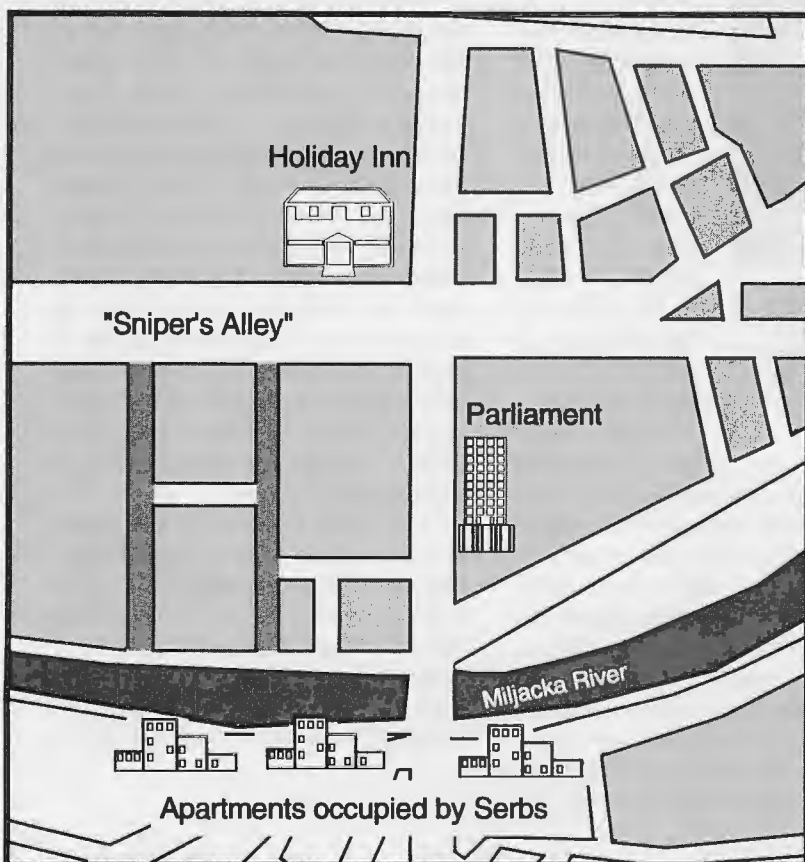 Holiday Inn
"Sniper's Alley"
Parliament
Miljacka River
Apartments occupied by Serbs